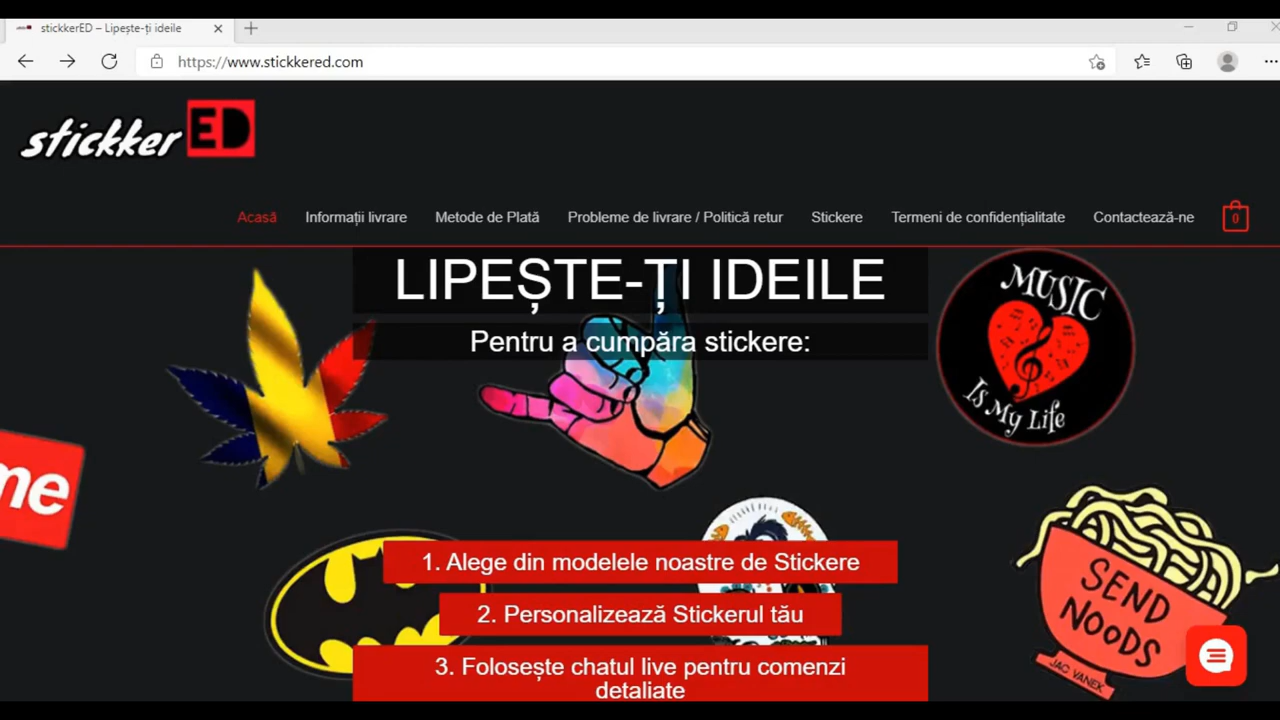 stickkerED – Lipește-ți ideile
https://www.stickkered.com
stickker ED
Acasă Informații livrare Metode de Plată Probleme de livrare / Politică retur Stickere Termeni de confidențialitate Contactează-ne 0
LIPEȘTE-ȚI IDEILE
Pentru a cumpăra stickere:
MUSIC
Is My Life
me
1. Alege din modelele noastre de Stickere
2. Personalizează Stickerul tău
3. Folosește chatul live pentru comenzi
detaliate
SEND
NOODS
JAC VANEK